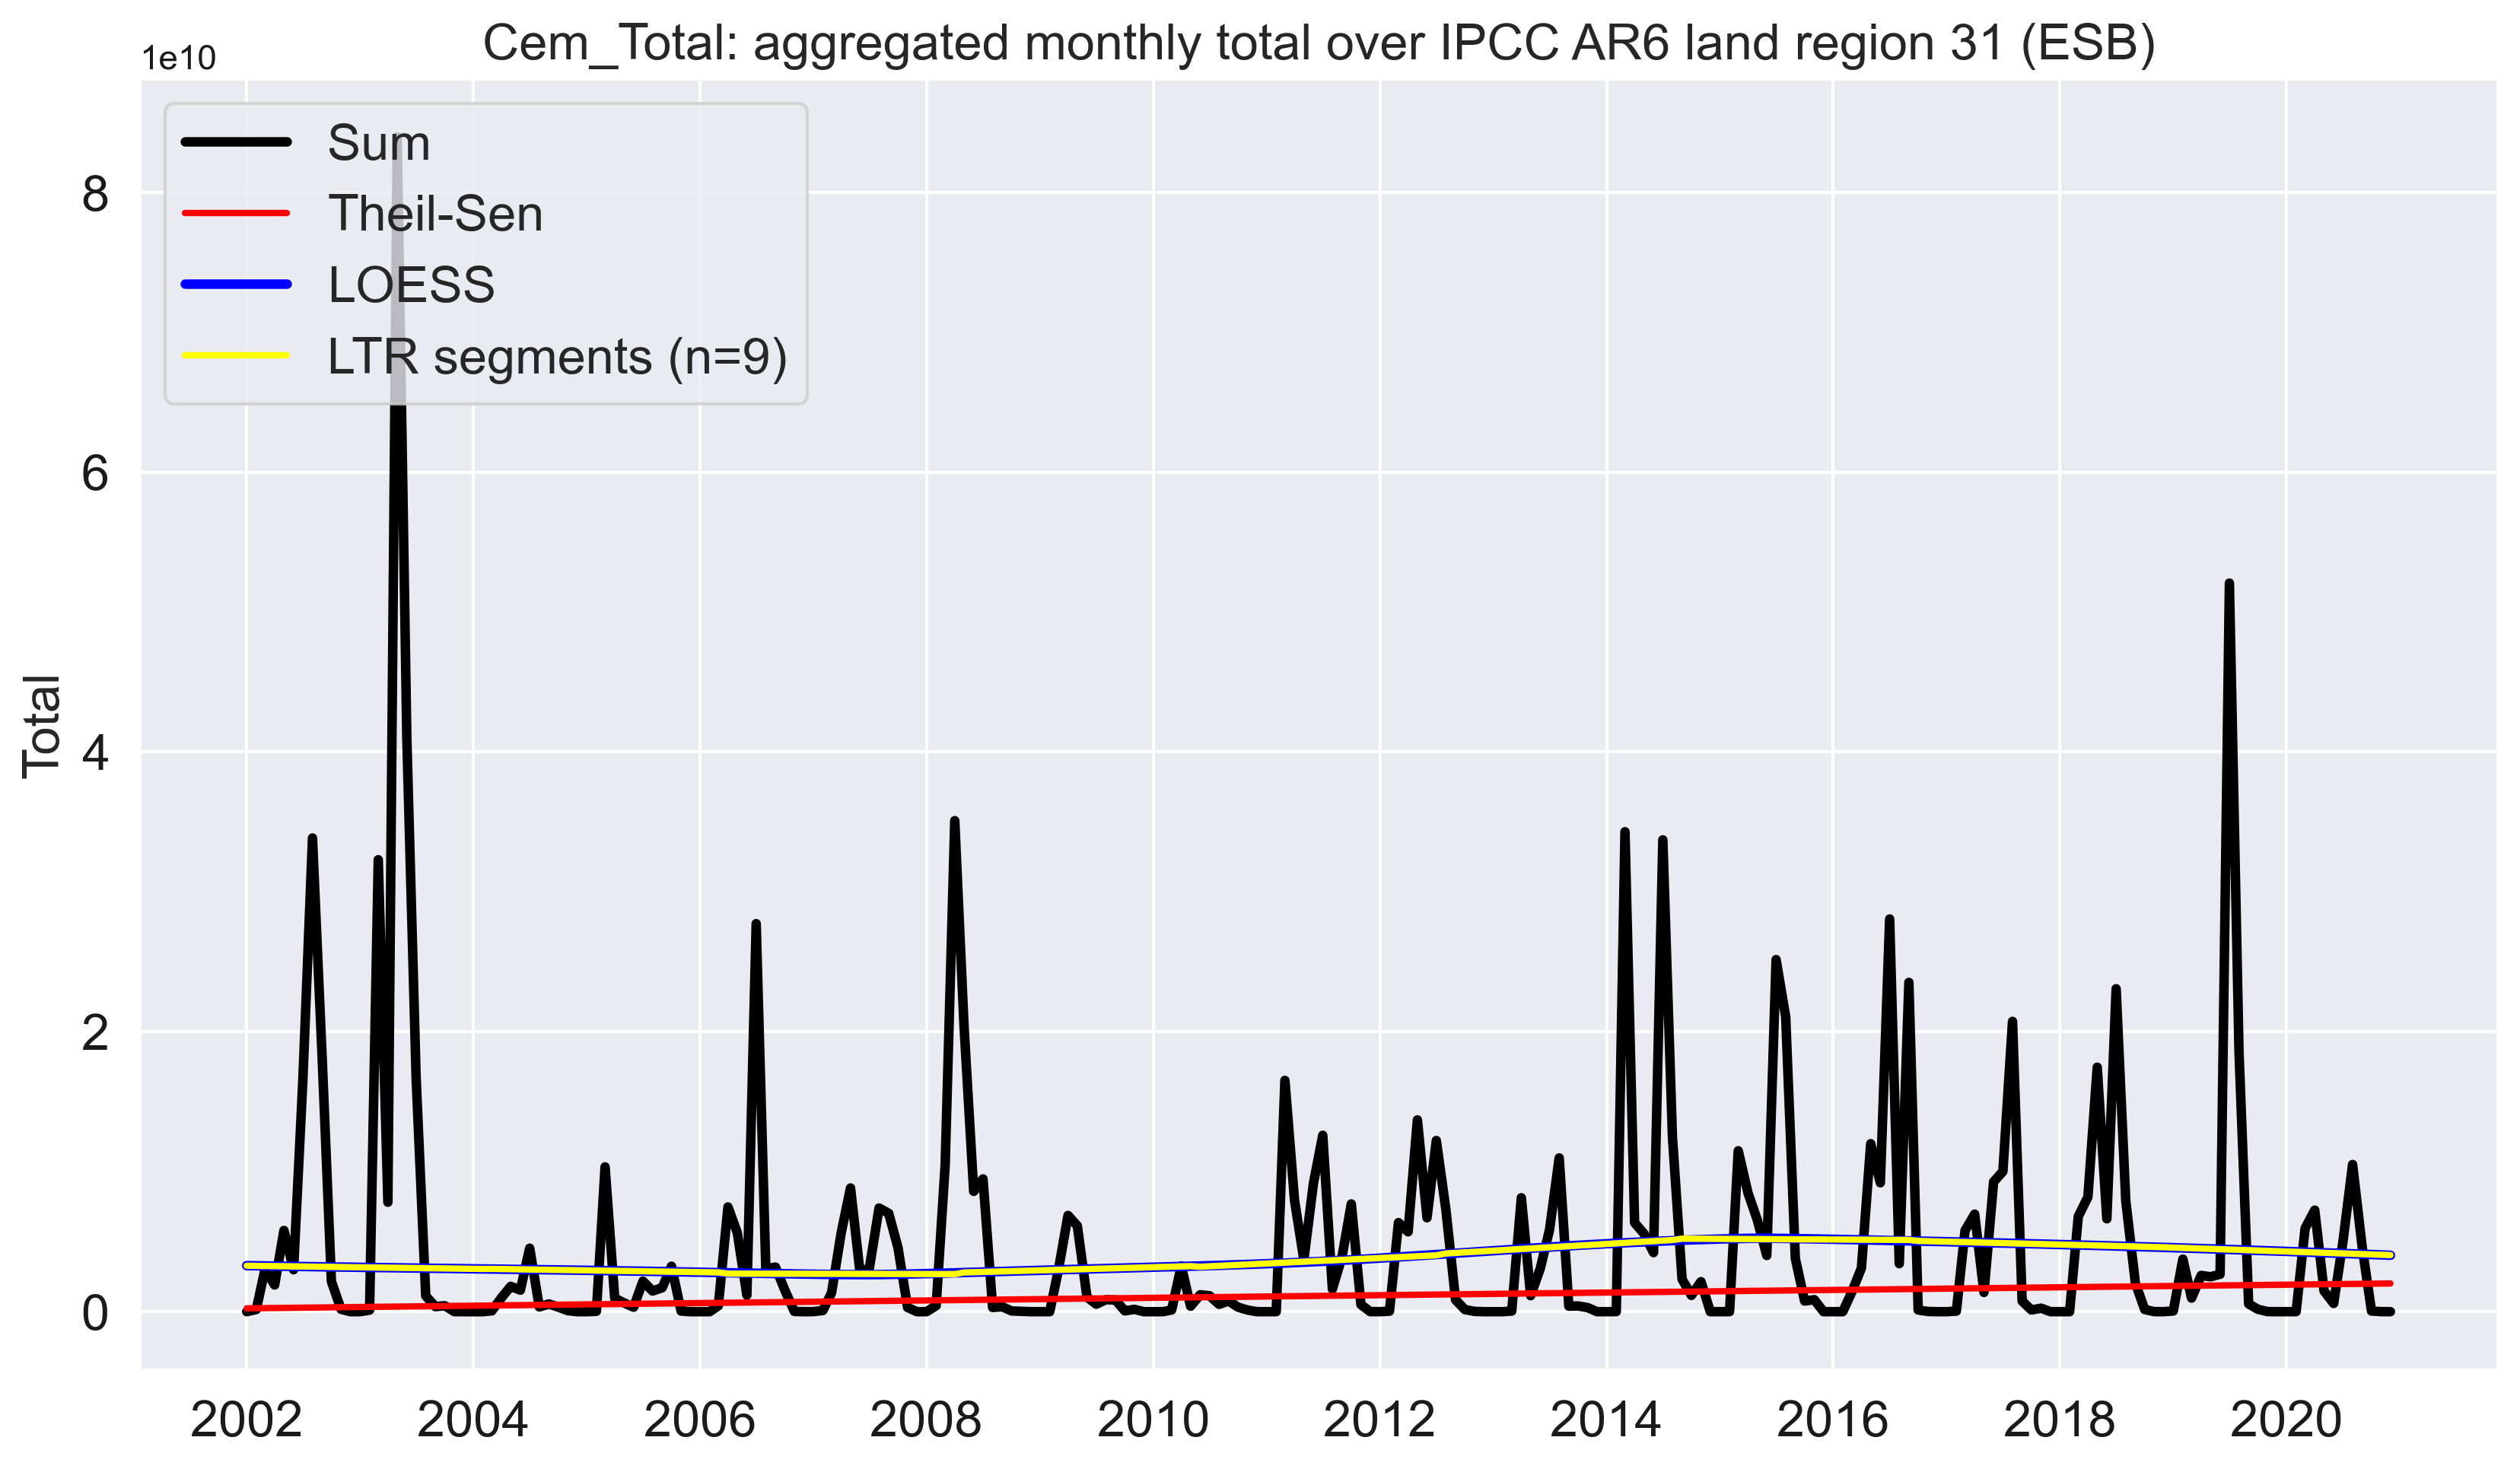 Cem_Total: aggregated monthly total over IPCC AR6 land region 31 (ESB)
1e10
Sum
Theil-Sen
LOESS
LTR segments (n=9)
8
6
4
2
0
Total
2002 2004 2006 2008 2010 2012 2014 2016 2018 2020